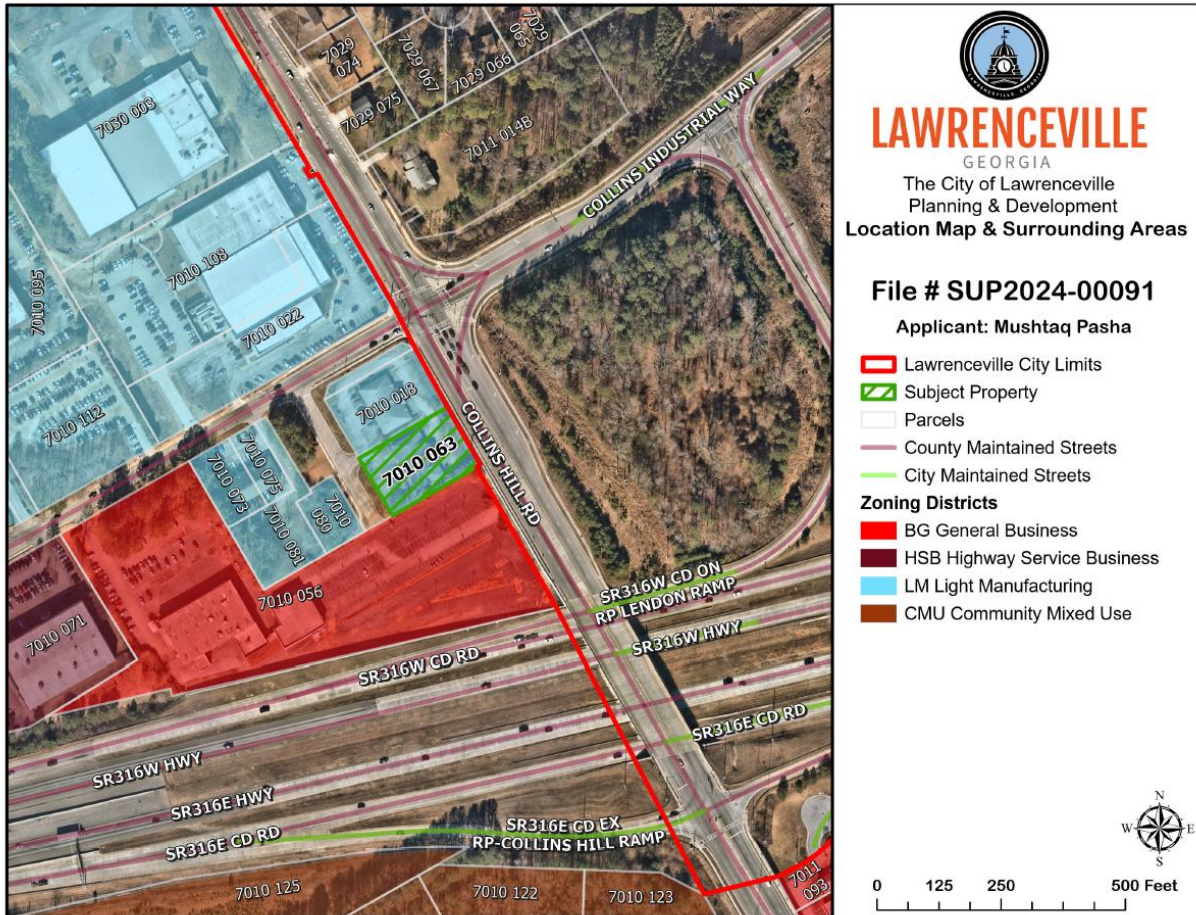 7029 074
7029 067
7029 065
7029 066
7029 075
7011 014B
7030 003
COLLINS INDUSTRIAL WAY
7010 108
7010 095
7010 022
7010 112
7010 018
7010 063
COLLINS HILL RD
7010 075
7010 073
7010 080
7010 081
7010 056
7010 071
SR316W CD ON
RP LENDON RAMP
SR316W HWY
SR316W CD RD
SR316E CD RD
SR316W HWY
SR316E HWY
SR316E CD RD
SR316E CD EX
RP-COLLINS HILL RAMP
7010 125
7010 122
7010 123
7011 093
LAWRENCEVILLE
GEORGIA
The City of Lawrenceville
Planning & Development
Location Map & Surrounding Areas
File # SUP2024-00091
Applicant: Mushtaq Pasha
Lawrenceville City Limits
Subject Property
Parcels
County Maintained Streets
City Maintained Streets
Zoning Districts
BG General Business
HSB Highway Service Business
LM Light Manufacturing
CMU Community Mixed Use
N
W E
S
0 125 250 500 Feet